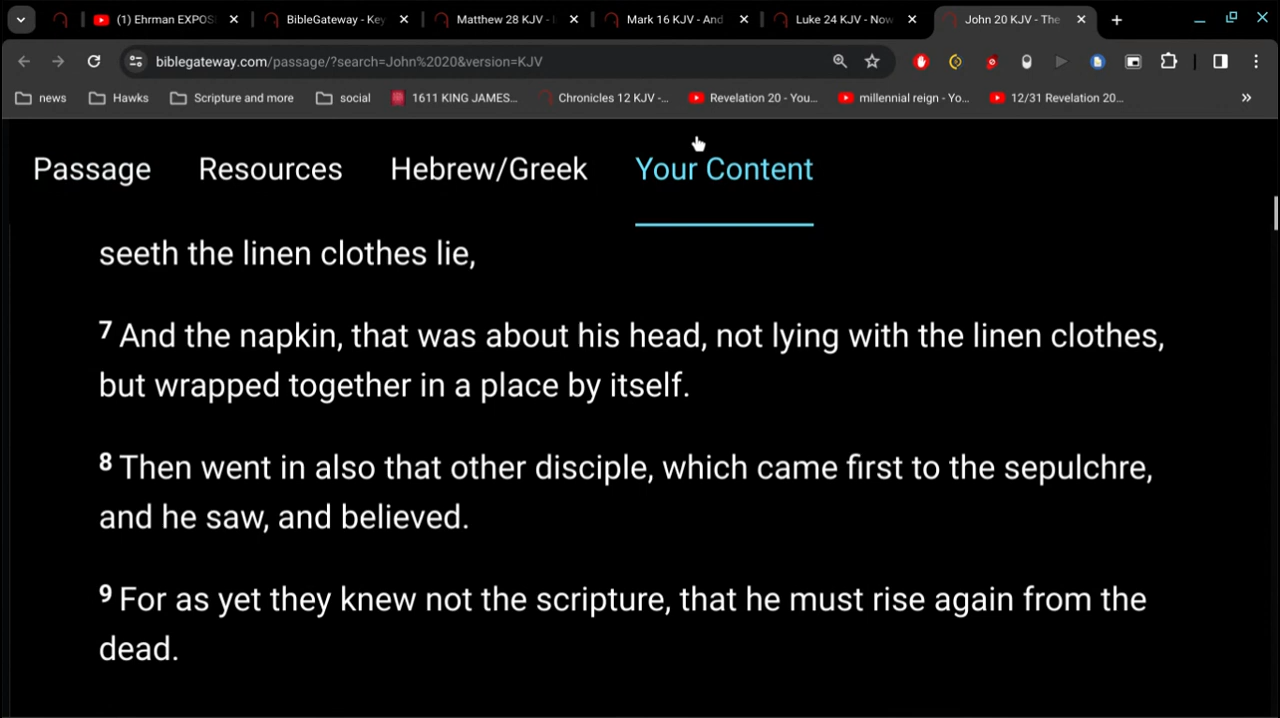 (1) Ehrman EXPOS
BibleGateway - Key
Matthew 28 KJV -
Mark 16 KJV - And
Luke 24 KJV - Now
John 20 KJV - The
biblegateway.com/passage/?search=John%2020&version=KJV
news
Hawks
Scripture and more
social
1611 KING JAMES...
Chronicles 12 KJV -...
Revelation 20 - You...
millennial reign - Yo...
12/31 Revelation 20...
Passage
Resources
Hebrew/Greek
Your Content
seeth the linen clothes lie,
7 And the napkin, that was about his head, not lying with the linen clothes,
but wrapped together in a place by itself.
8 Then went in also that other disciple, which came first to the sepulchre,
and he saw, and believed.
9 For as yet they knew not the scripture, that he must rise again from the
dead.